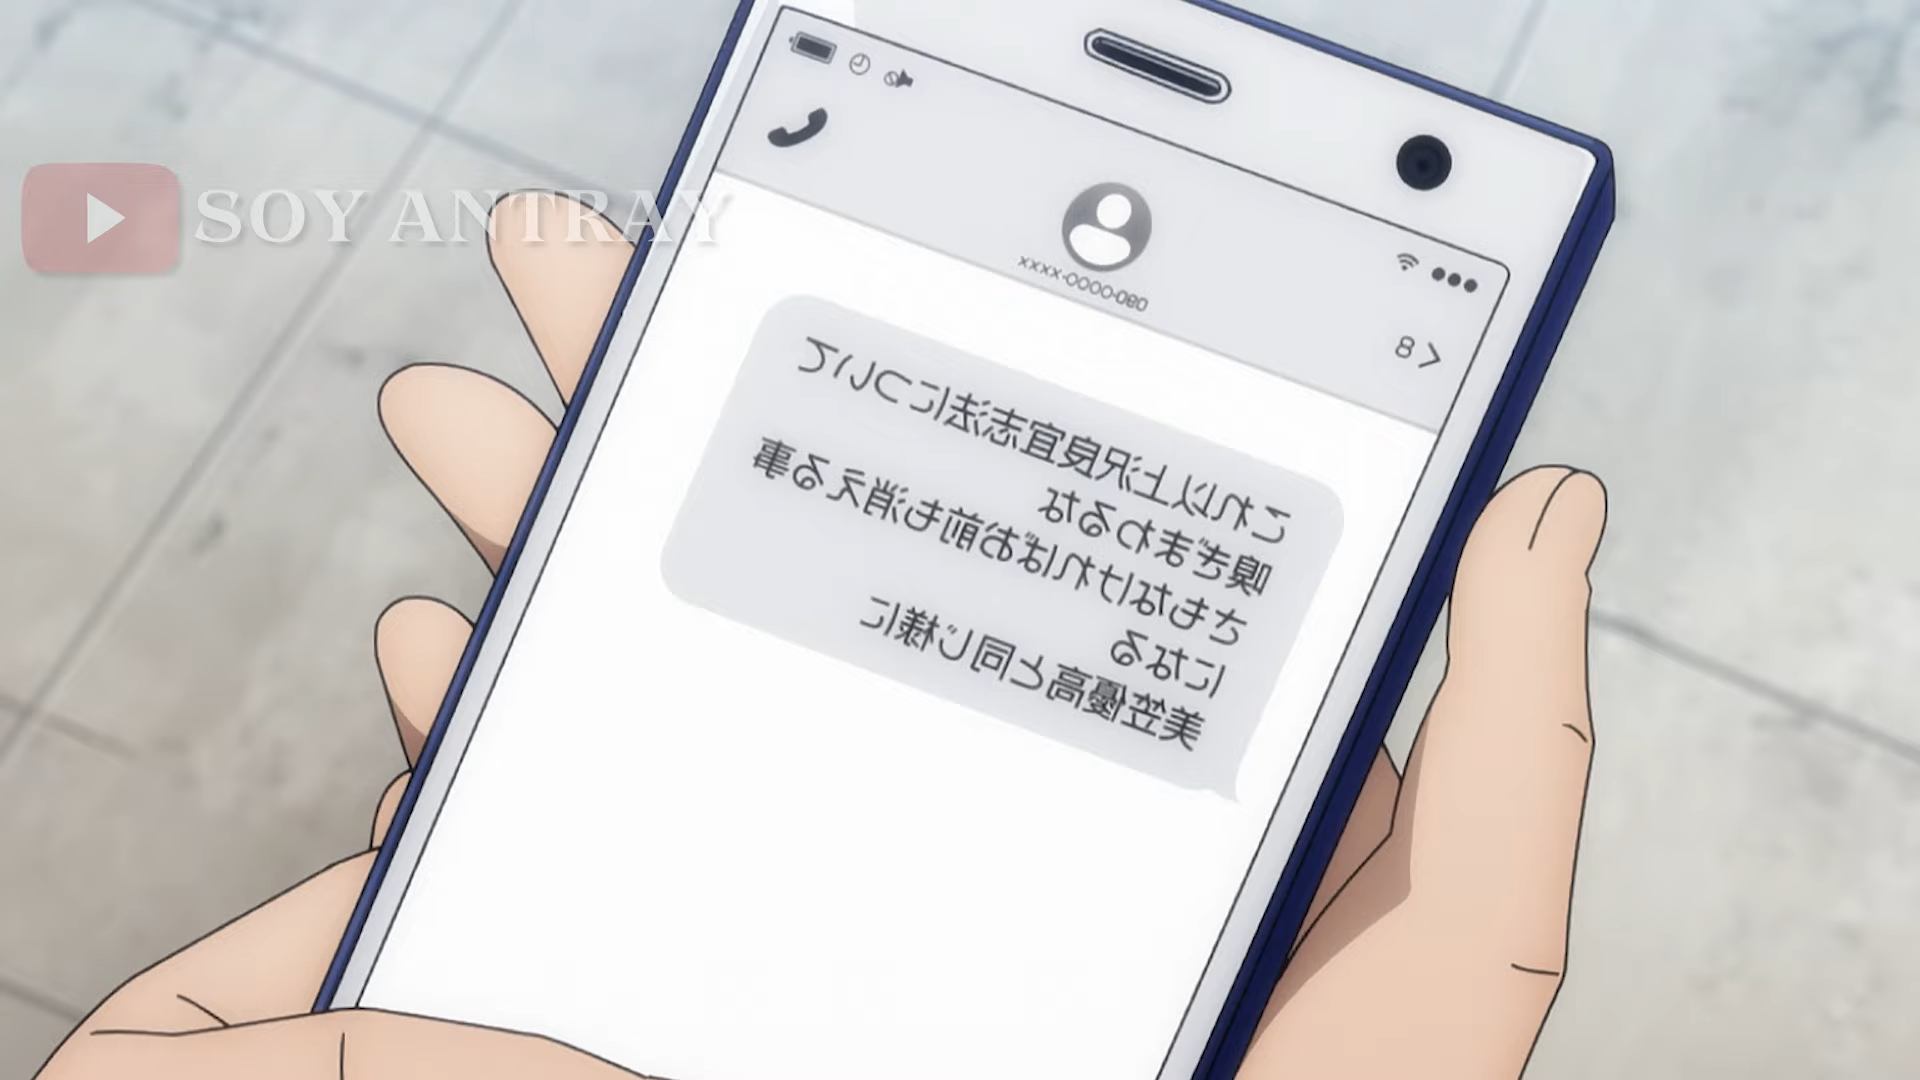 SOY ANTRAY
090-0000-xxxx
8
これ以上沢良宜志法について
嗅ぎまわるな
さもなければお前も消える事
になる
美笠優高と同じ様に